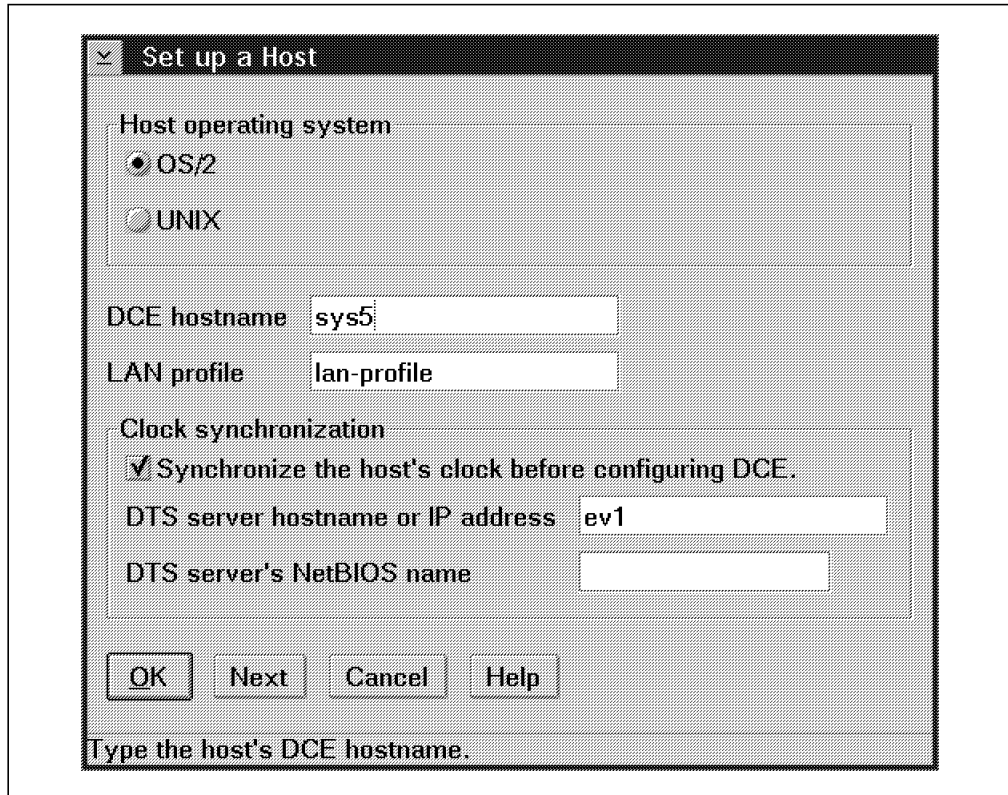 Set up a Host
Host operating system
OS/2
UNIX
DCE hostname sys5
LAN profile lan-profile
Clock synchronization
Synchronize the host's clock before configuring DCE.
DTS server hostname or IP address ev1
DTS server's NetBIOS name
OK Next Cancel Help
Type the host's DCE hostname.